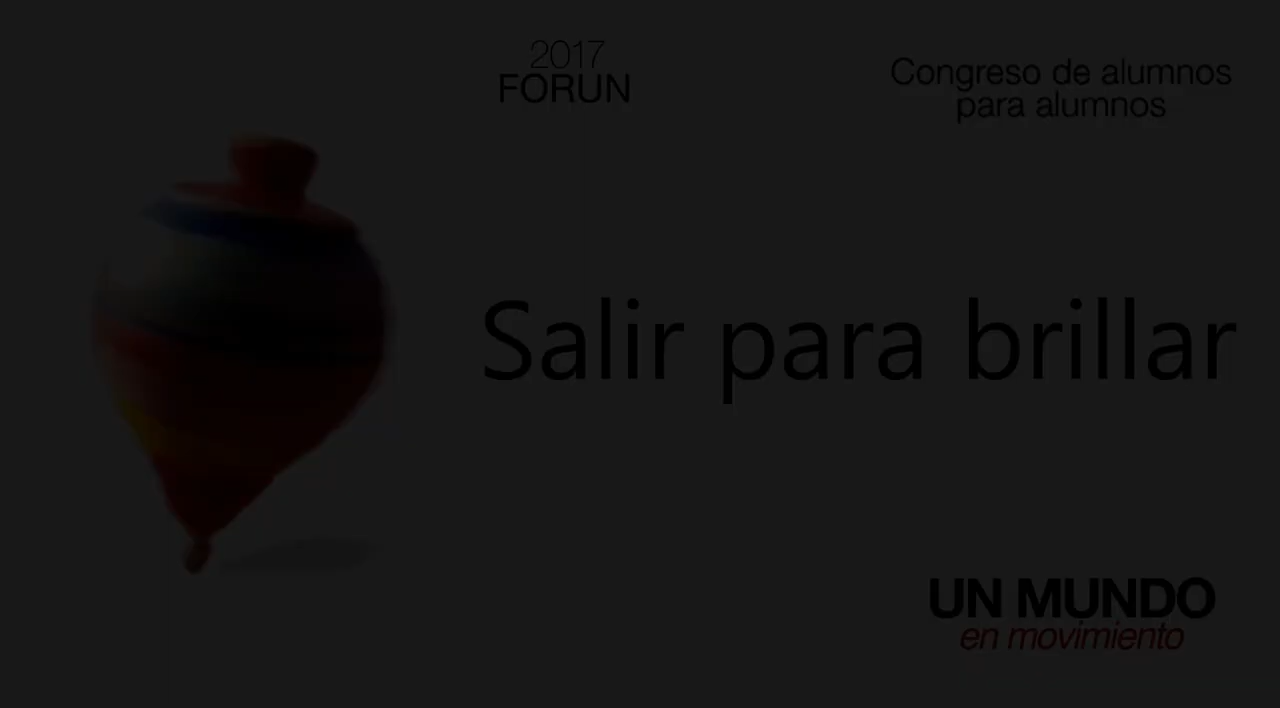 2017
FORUN
Congreso de alumnos
para alumnos
Salir para brillar
UN MUNDO
en movimiento